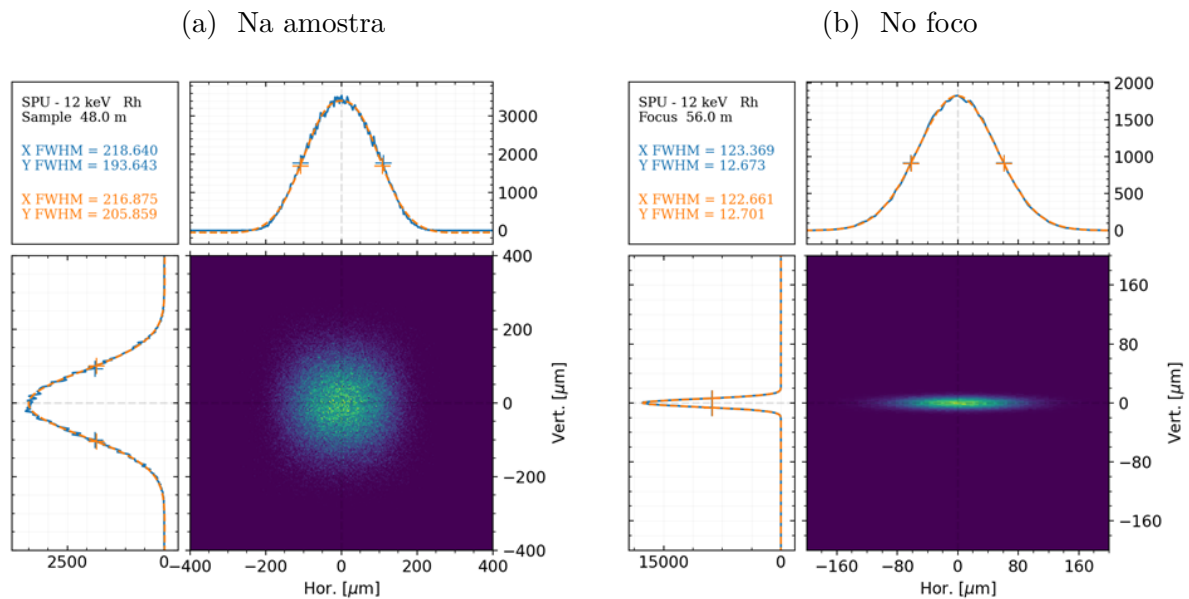 (a) Na amostra
SPU - 12 keV Rh
Sample 48.0 m
X FWHM = 218.640
Y FWHM = 193.643
X FWHM = 216.875
Y FWHM = 205.859
3000
2000
1000
0
400
200
0
−200
−400
Vert. [μm]
2500
0
−400
−200
0
200
400
Hor. [μm]
(b) No foco
SPU - 12 keV Rh
Focus 56.0 m
X FWHM = 123.369
Y FWHM = 12.673
X FWHM = 122.661
Y FWHM = 12.701
2000
1500
1000
500
0
160
80
0
−80
−160
Vert. [μm]
15000
0
−160
−80
0
80
160
Hor. [μm]